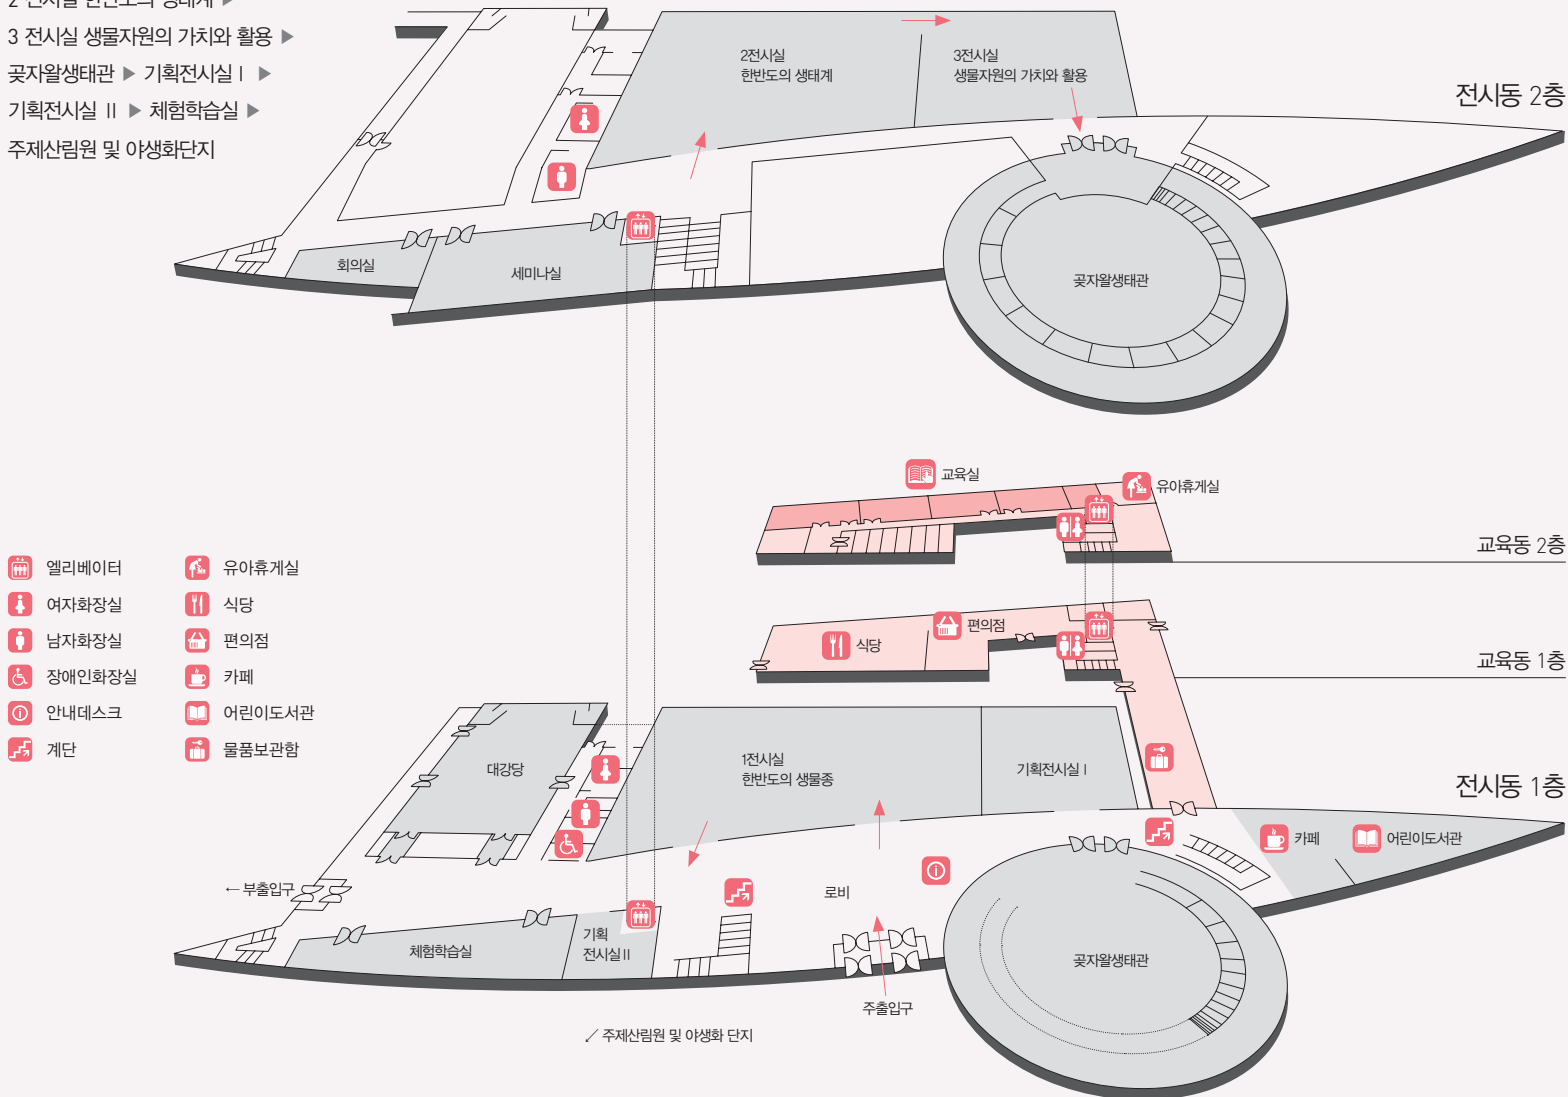 2 전시실 한반도의 생태계 ▶
3 전시실 생물자원의 가치와 활용 ▶
곶자왈생태관 ▶ 기획전시실 I ▶
기획전시실 II ▶ 체험학습실 ▶
주제산림원 및 야생화단지
2전시실
한반도의 생태계
3전시실
생물자원의 가치와 활용
전시동 2층
회의실
세미나실
곶자왈생태관
교육실
유아휴게실
교육동 2층
엘리베이터
여자화장실
남자화장실
장애인화장실
안내데스크
계단
유아휴게실
식당
편의점
카페
어린이도서관
물품보관함
식당
편의점
교육동 1층
대강당
1전시실
한반도의 생물종
기획전시실 I
전시동 1층
카페
어린이도서관
← 부출입구
로비
체험학습실
기획
전시실 II
곶자왈생태관
주출입구
↙ 주제산림원 및 야생화 단지